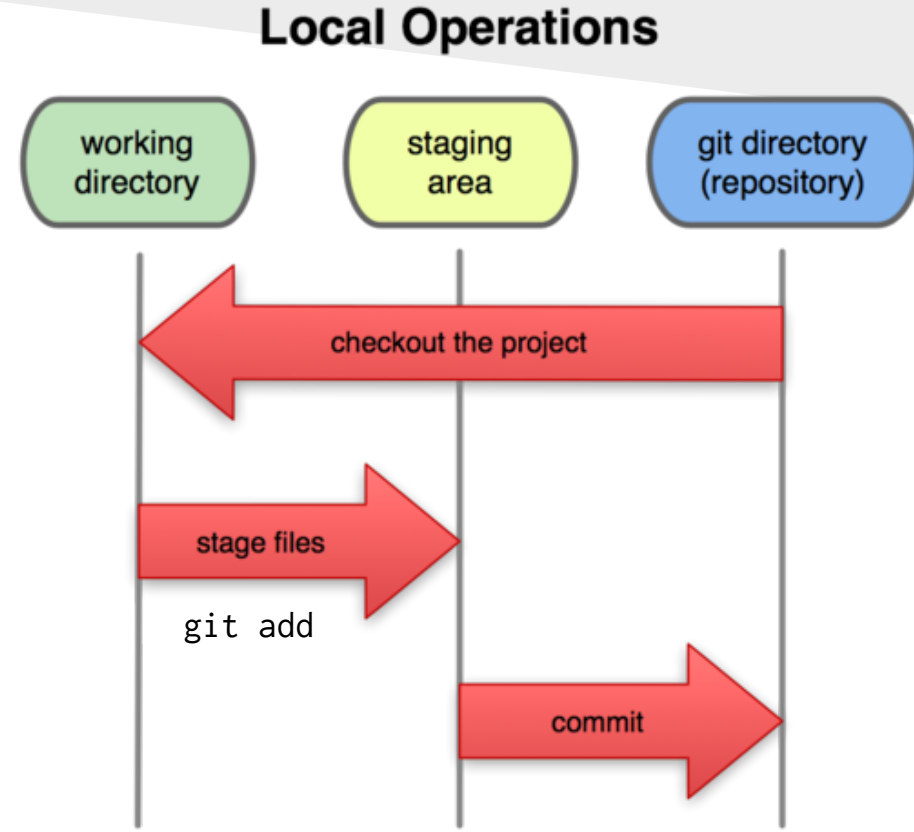 Local Operations
working
directory
staging
area
git directory
(repository)
checkout the project
stage files
git add
commit